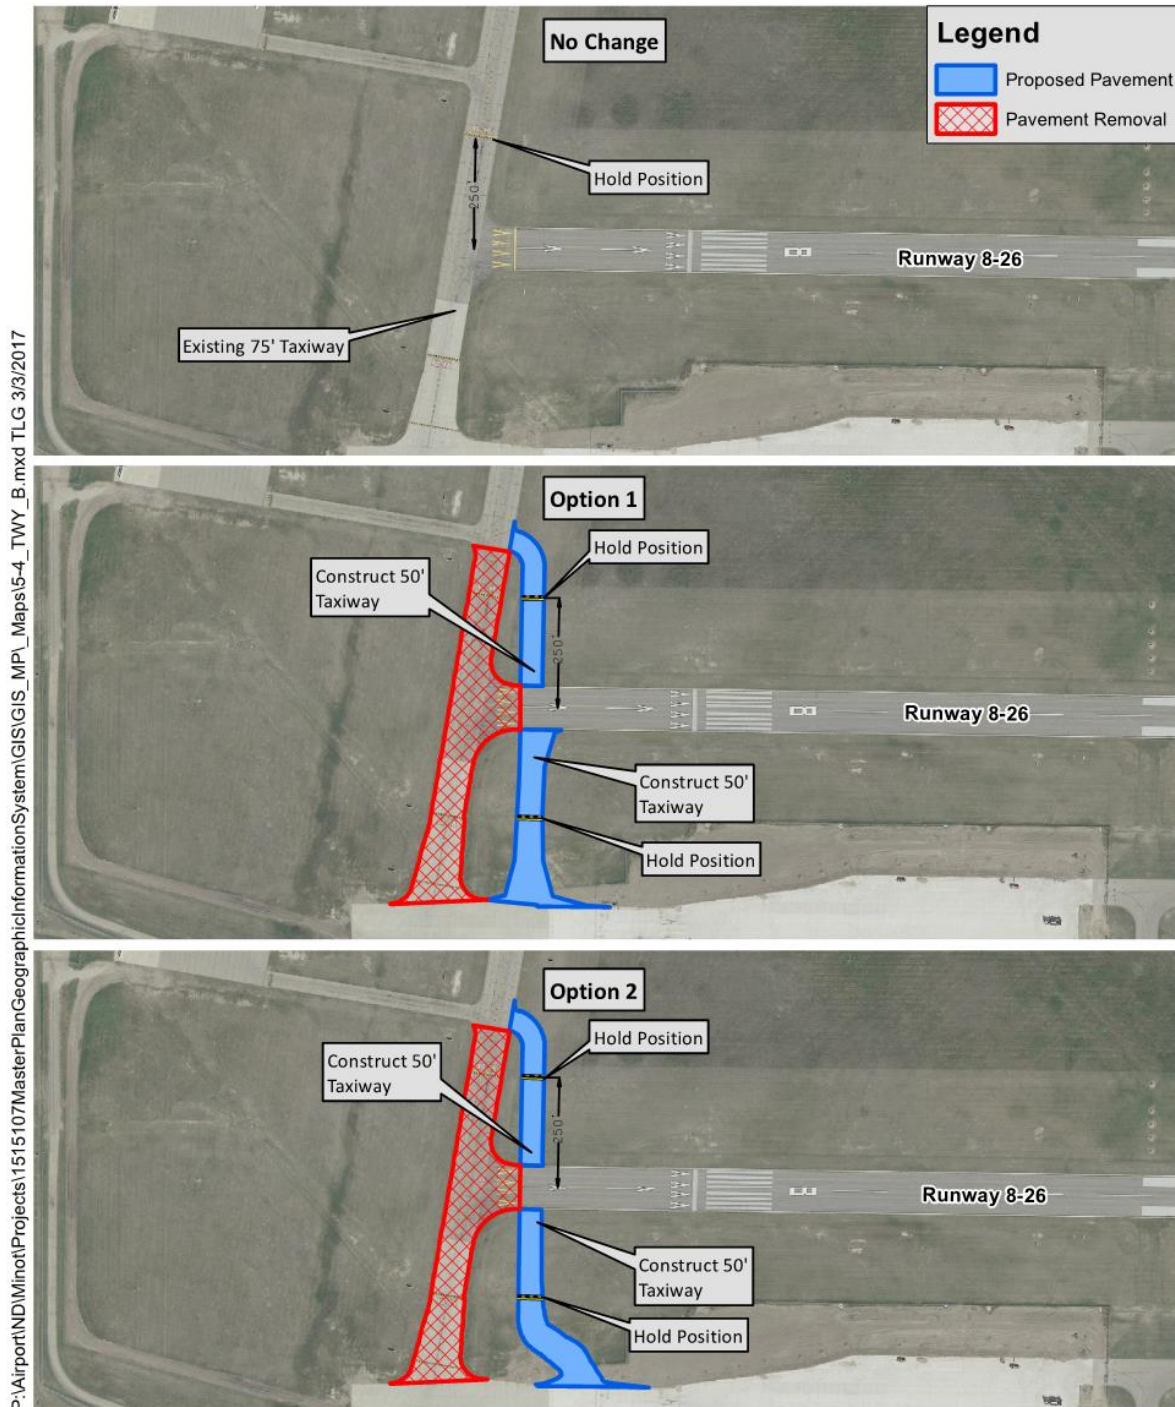 No Change
Legend
Proposed Pavement
Pavement Removal
Hold Position
250'
Runway 8-26
Existing 75' Taxiway
Option 1
Hold Position
Construct 50'
Taxiway
250'
Runway 8-26
Construct 50'
Taxiway
Hold Position
Option 2
Hold Position
Construct 50'
Taxiway
250'
Runway 8-26
Construct 50'
Taxiway
Hold Position
P:\Airport\ND\Minot\Projects\1515107MasterPlanGeographicInformationSystem\GIS\GIS_MP\_Maps\5-4_TWY_B.mxd TLG 3/3/2017